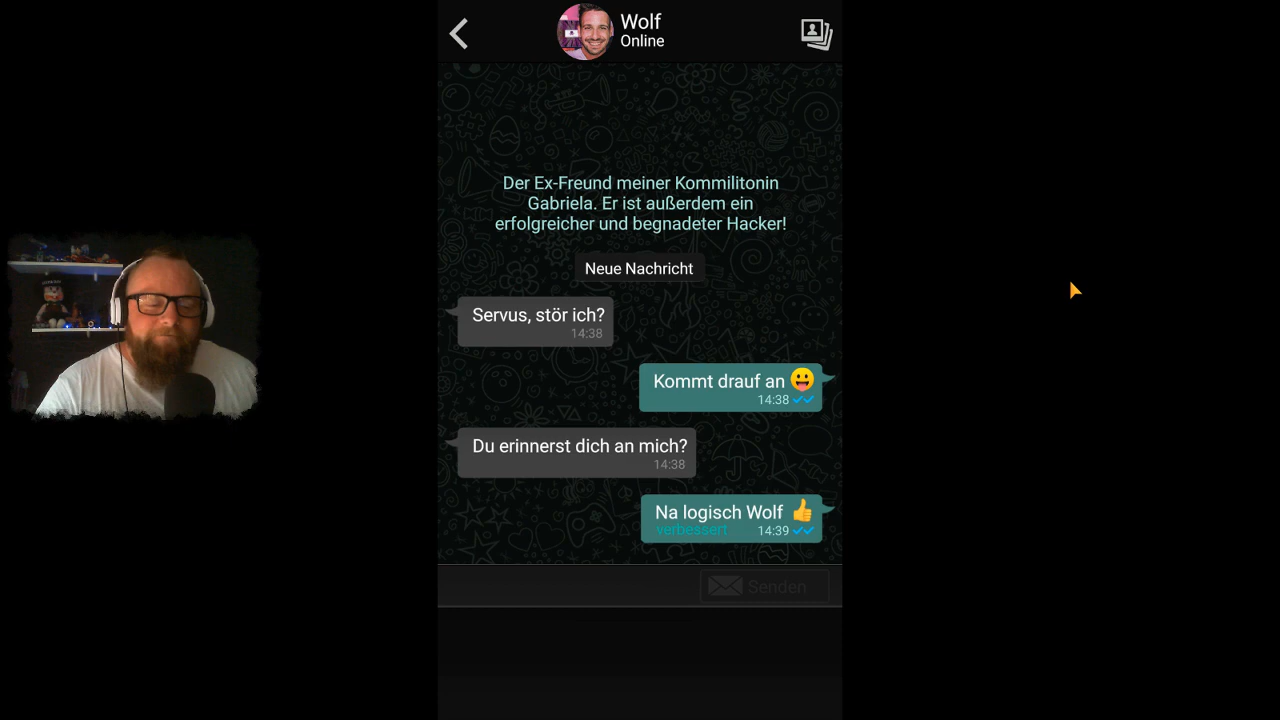 Wolf
Online
Der Ex-Freund meiner Kommilitonin
Gabriela. Er ist außerdem ein
erfolgreicher und begnadeter Hacker!
Neue Nachricht
Servus, stör ich?
14:38
Kommt drauf an 😛
14:38
Du erinnerst dich an mich?
14:38
Na logisch Wolf 👍
verbessert 14:39
Senden